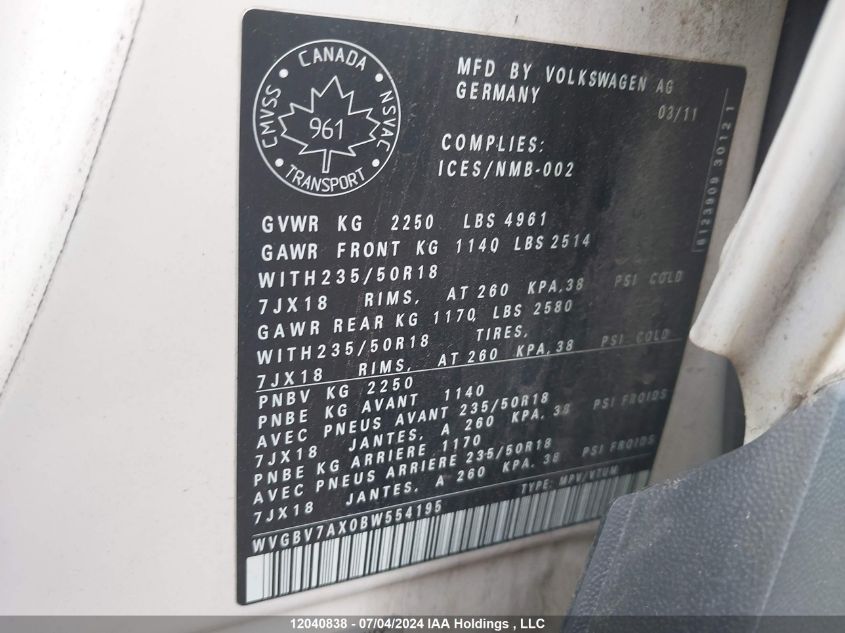 CANADA
CMVSS
NSVAC
961
TRANSPORT
MFD BY VOLKSWAGEN AG
GERMANY
03/11
COMPLIES:
ICES/NMB-002
GVWR KG 2250 LBS 4961
GAWR FRONT KG 1140 LBS 2514
WITH235/50R18
7JX18 RIMS, AT 260 KPA,38 PSI COLD
GAWR REAR KG 1170 LBS 2580
WITH235/50R18 TIRES,
7JX18 RIMS, AT 260 KPA,38 PSI COLD
PNBV KG 2250
PNBE KG AVANT 1140
AVEC PNEUS AVANT 235/50R18
7JX18 JANTES, A 260 KPA, 38 PSI FROIDS
PNBE KG ARRIERE 1170
AVEC PNEUS ARRIERE 235/50R18
7JX18 JANTES, A 260 KPA, 38 PSI FROIDS
TYPE: MPV/VTUM
WVGBV7AX0BW554195
6123909 30121
12040838 - 07/04/2024 IAA Holdings , LLC